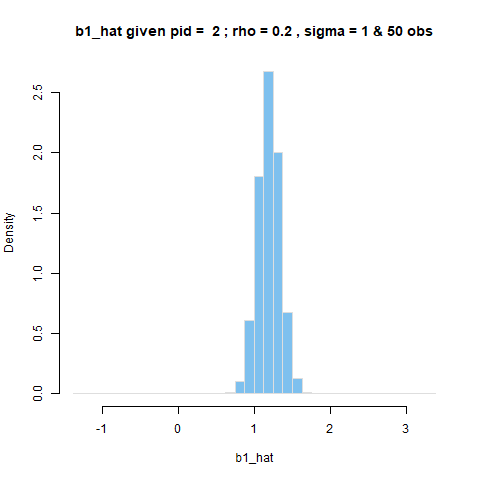 b1_hat given pid =  2 ; rho = 0.2 , sigma = 1 & 50 obs
Density
2.5
2.0
1.5
1.0
0.5
0.0
-1 0 1 2 3
b1_hat